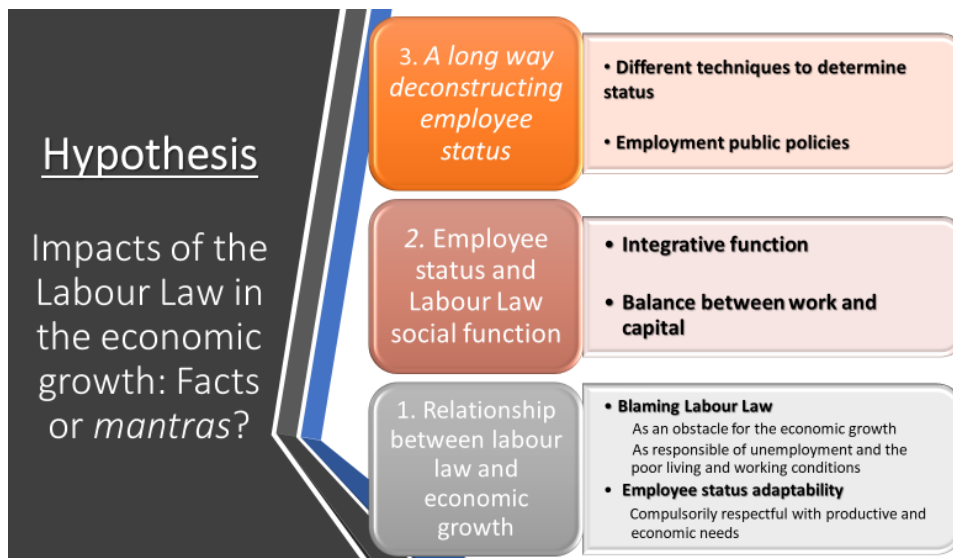 Hypothesis
Impacts of the
Labour Law in
the economic
growth: Facts
or mantras?
3. A long way
deconstructing
employee
status
• Different techniques to determine
status
• Employment public policies
2. Employee
status and
Labour Law
social function
• Integrative function
• Balance between work and
capital
1. Relationship
between labour
law and
economic
growth
• Blaming Labour Law
As an obstacle for the economic growth
As responsible of unemployment and the
poor living and working conditions
• Employee status adaptability
Compulsorily respectful with productive and
economic needs